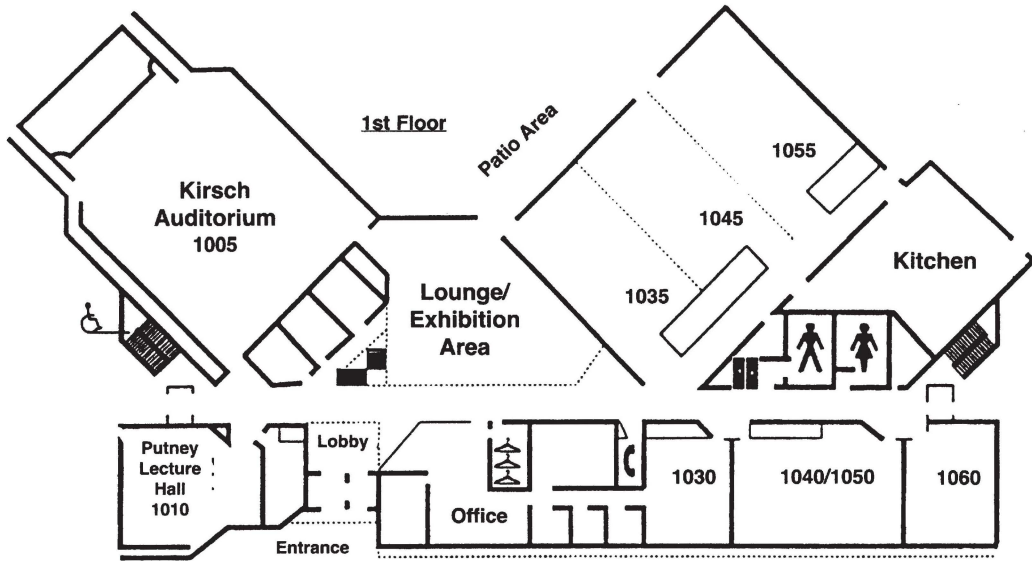 1st Floor
Patio Area
1055
Kirsch
Auditorium
1005
1045
Kitchen
1035
Lounge/
Exhibition
Area
Putney
Lecture
Hall
1010
Lobby
1030
1040/1050
1060
Office
Entrance